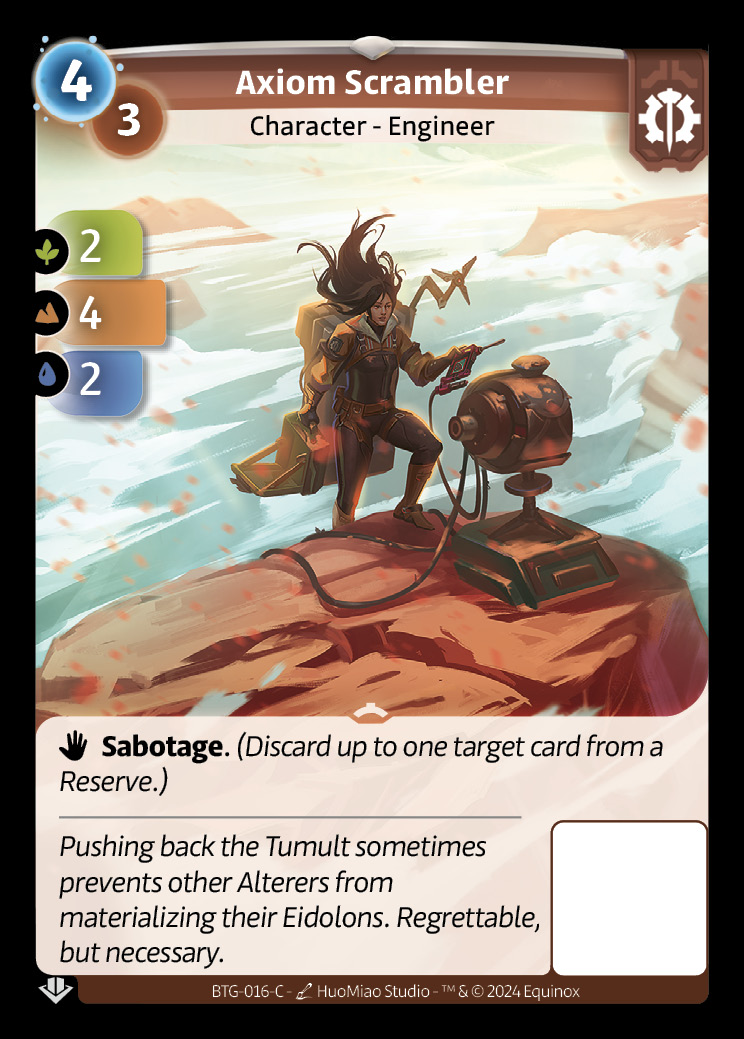 4
Axiom Scrambler
3
Character - Engineer
2
4
2
Sabotage. (Discard up to one target card from a
Reserve.)
Pushing back the Tumult sometimes
prevents other Alterers from
materializing their Eidolons. Regrettable,
but necessary.
BTG-016-C - HuoMiao Studio - ™ & © 2024 Equinox